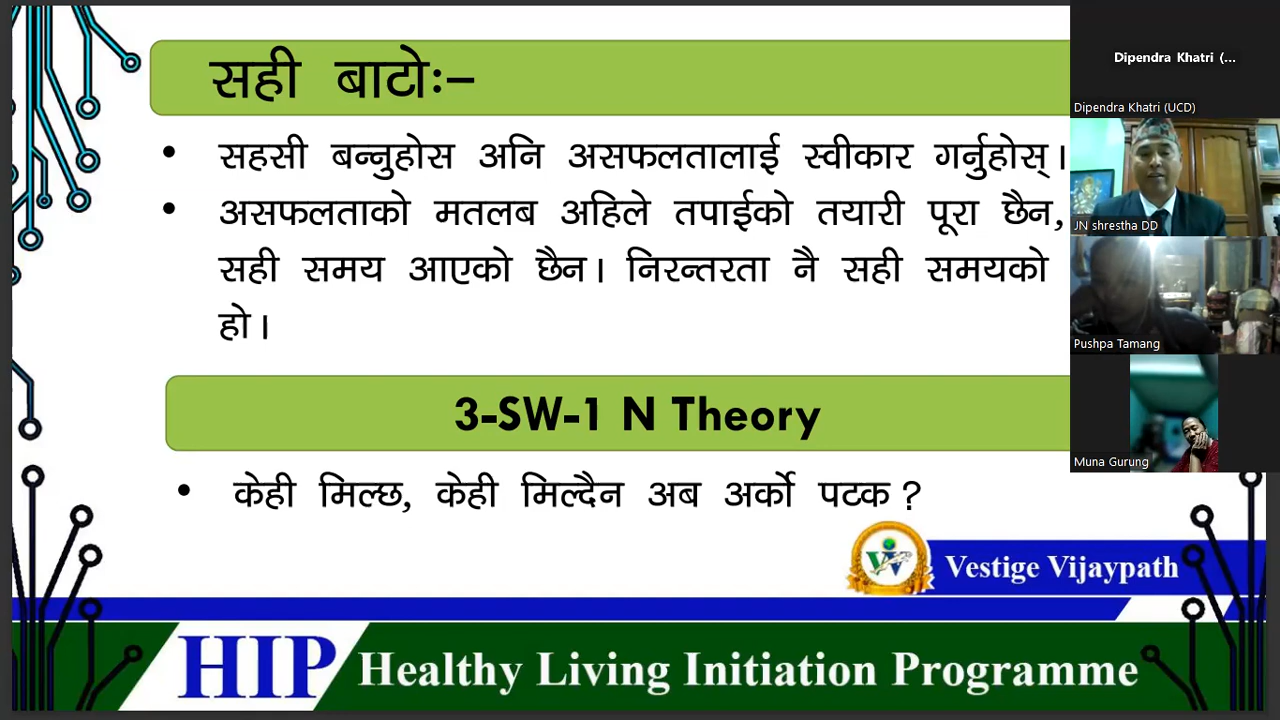 सही बाटोः–
• सहसी बन्नुहोस अनि असफलतालाई स्वीकार गर्नुहोस्।
• असफलताको मतलब अहिले तपाईको तयारी पूरा छैन,
सही समय आएको छैन। निरन्तरता नै सही समयको
हो।
3-SW-1 N Theory
• केही मिल्छ, केही मिल्दैन अब अर्को पटक ?
Vestige Vijaypath
HIP Healthy Living Initiation Programme
Dipendra Khatri (...
Dipendra Khatri (UCD)
JN shrestha DD
Pushpa Tamang
Muna Gurung